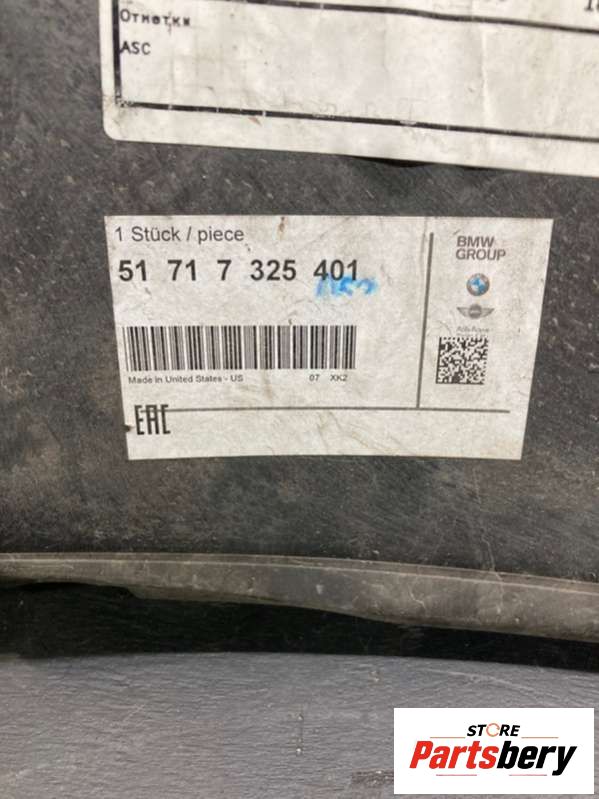 Отметки
ASC
1 Stück / piece
51 71 7 325 401
BMW
GROUP
Made in United States - US 07 XK2
EAC
STORE
Partsbery